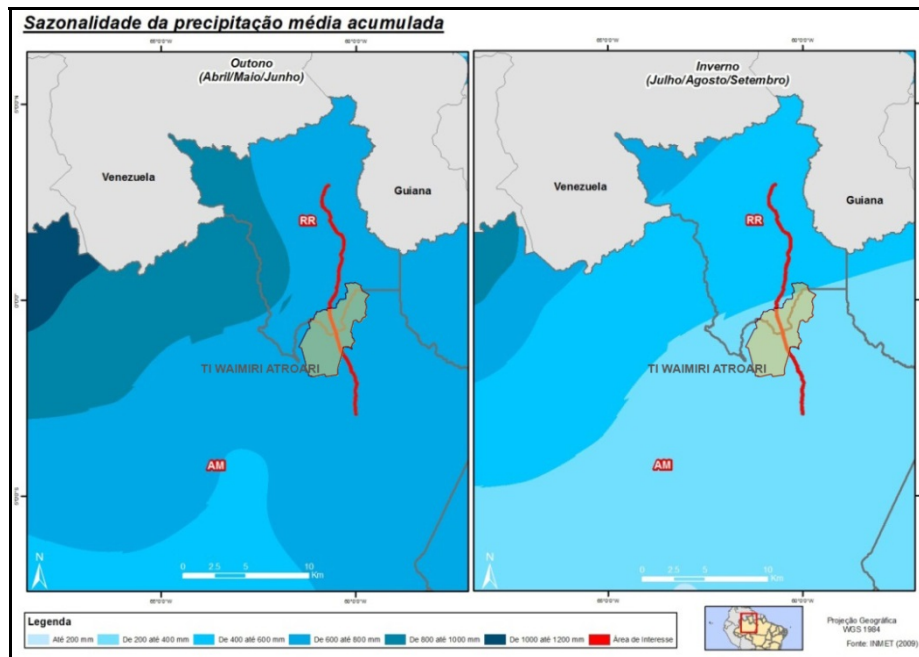 Sazonalidade da precipitação média acumulada
Outono
(Abril/Maio/Junho)
Venezuela
Guiana
RR
TI WAIMIRI ATROARI
AM
N
0 2.5 5 10
Km
Inverno
(Julho/Agosto/Setembro)
Venezuela
Guiana
RR
TI WAIMIRI ATROARI
AM
N
0 2.5 5 10
Km
Legenda
Até 200 mm
De 200 até 400 mm
De 400 até 600 mm
De 600 até 800 mm
De 800 até 1000 mm
De 1000 até 1200 mm
Área de Interesse
Projeção Geográfica
WGS 1984
Fonte: INMET (2009)